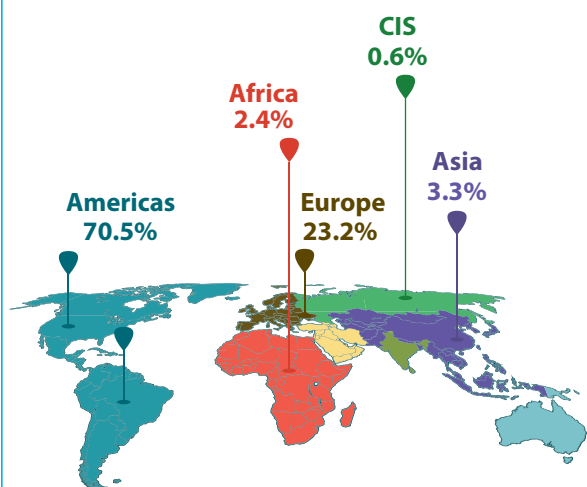 CIS
0.6%
Africa
2.4%
Asia
3.3%
Americas
70.5%
Europe
23.2%